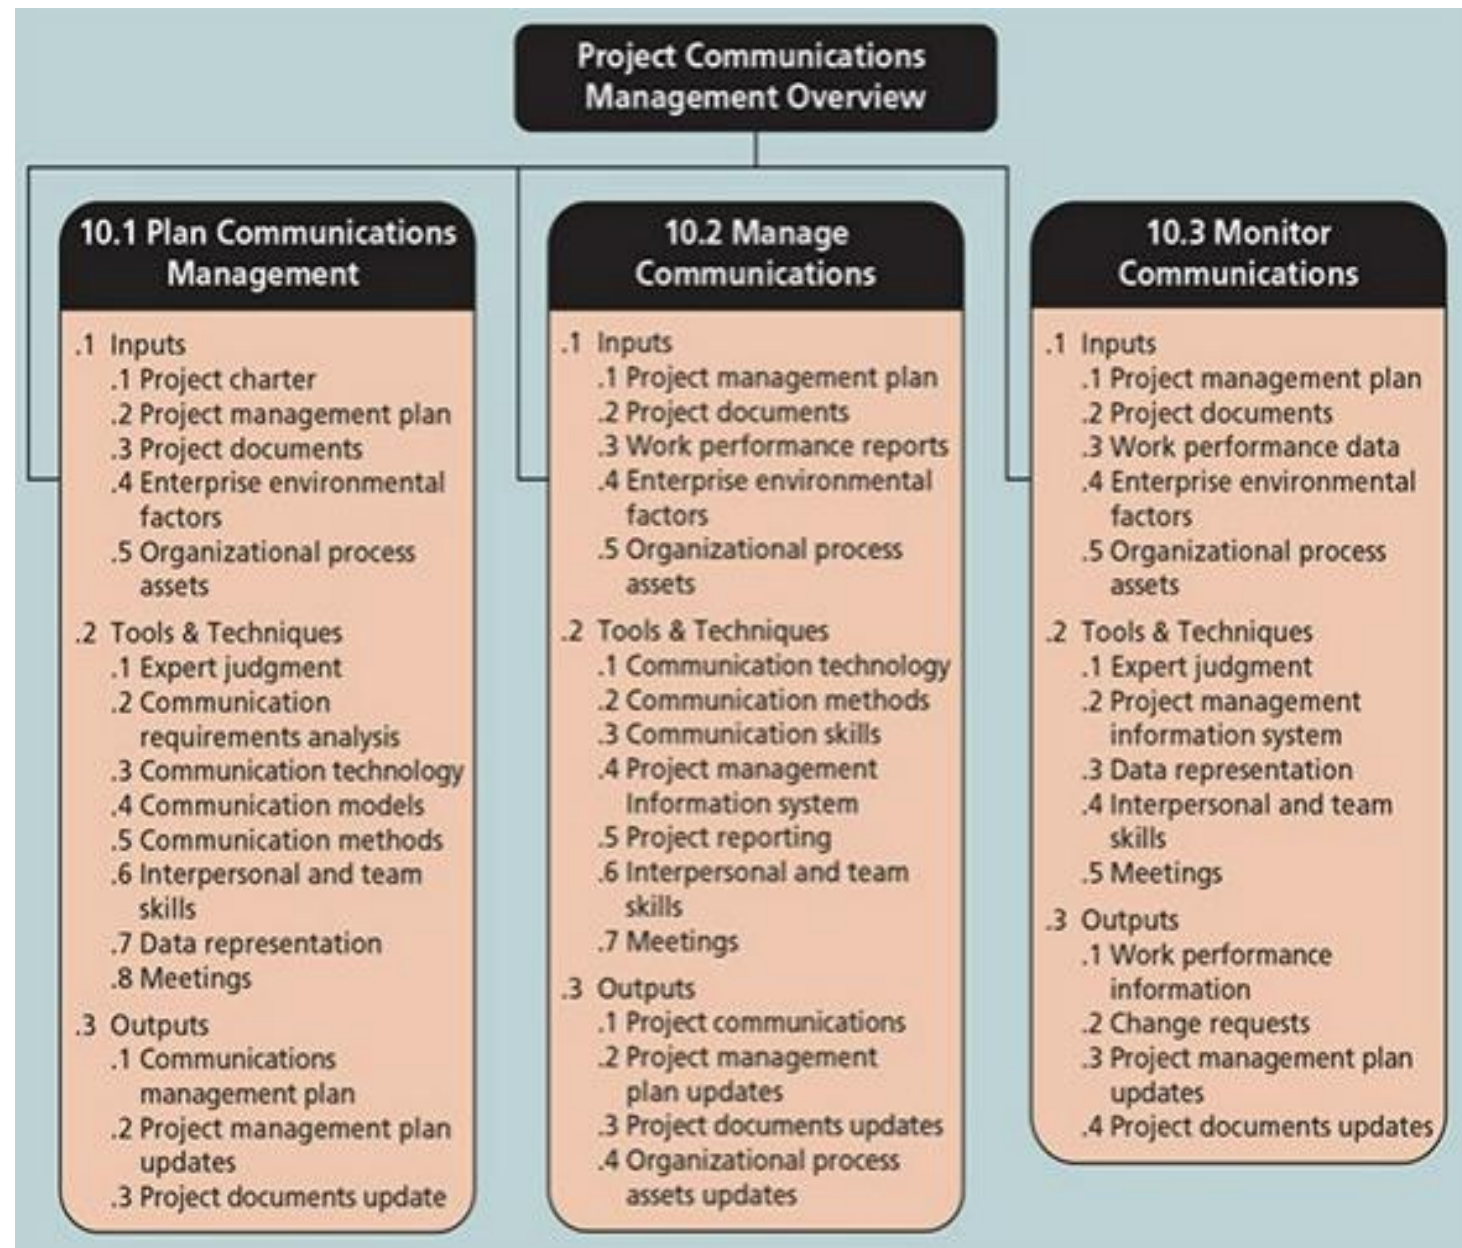 Project Communications
Management Overview
10.1 Plan Communications
Management
.1 Inputs
.1 Project charter
.2 Project management plan
.3 Project documents
.4 Enterprise environmental
factors
.5 Organizational process
assets
.2 Tools & Techniques
.1 Expert judgment
.2 Communication
requirements analysis
.3 Communication technology
.4 Communication models
.5 Communication methods
.6 Interpersonal and team
skills
.7 Data representation
.8 Meetings
.3 Outputs
.1 Communications
management plan
.2 Project management plan
updates
.3 Project documents update
10.2 Manage
Communications
.1 Inputs
.1 Project management plan
.2 Project documents
.3 Work performance reports
.4 Enterprise environmental
factors
.5 Organizational process
assets
.2 Tools & Techniques
.1 Communication technology
.2 Communication methods
.3 Communication skills
.4 Project management
Information system
.5 Project reporting
.6 Interpersonal and team
skills
.7 Meetings
.3 Outputs
.1 Project communications
.2 Project management
plan updates
.3 Project documents updates
.4 Organizational process
assets updates
10.3 Monitor
Communications
.1 Inputs
.1 Project management plan
.2 Project documents
.3 Work performance data
.4 Enterprise environmental
factors
.5 Organizational process
assets
.2 Tools & Techniques
.1 Expert judgment
.2 Project management
information system
.3 Data representation
.4 Interpersonal and team
skills
.5 Meetings
.3 Outputs
.1 Work performance
information
.2 Change requests
.3 Project management plan
updates
.4 Project documents updates